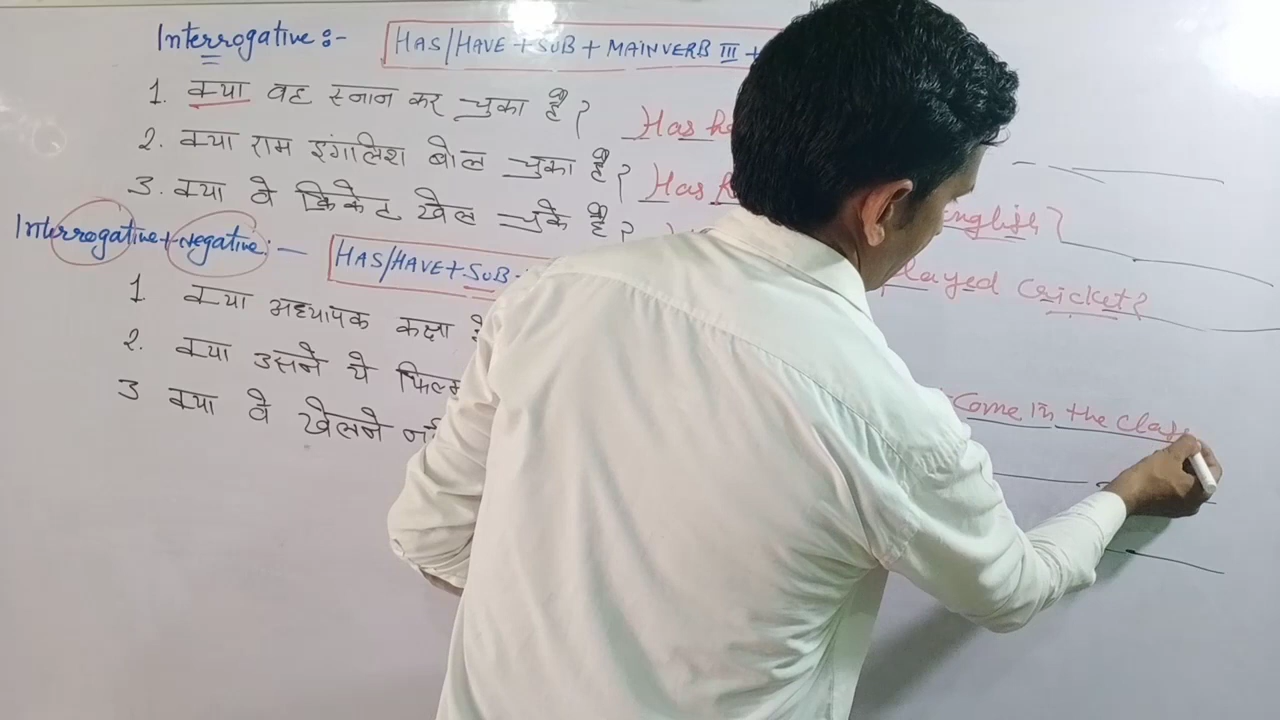 Interrogative :- HAS/HAVE + SUB + MAINVERB III +
1. क्या वह स्नान कर चुका है? Has he
2. क्या राम इंगलिश बोल चुका है? Has English?
3. क्या वे क्रिकेट खेल चुके है? Played Cricket?
Interrogative + Negative :- HAS/HAVE + SUB
1 क्या अध्यापक कक्षा Come in the class
2. क्या उसने ये फिल्म
3 क्या वे खेलने